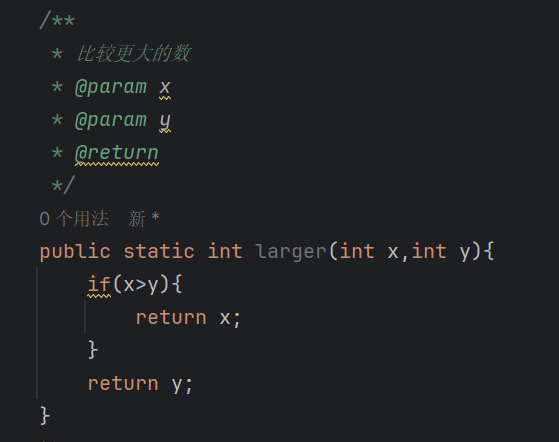 /**
* 比较更大的数
* @param x
* @param y
* @return
*/
0 个用法 新 *
public static int larger(int x,int y){
if(x>y){
return x;
}
return y;
}